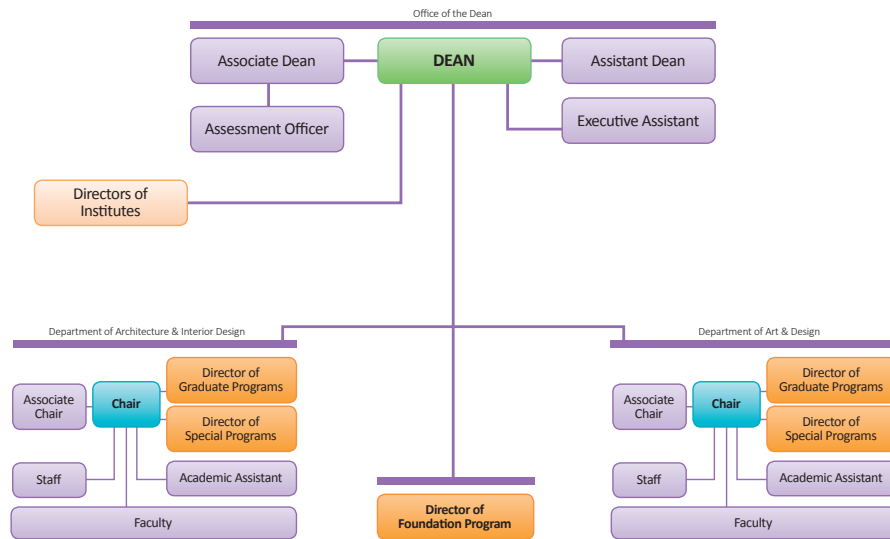 Office of the Dean
Associate Dean
DEAN
Assistant Dean
Assessment Officer
Executive Assistant
Directors of
Institutes
Department of Architecture & Interior Design
Associate
Chair
Chair
Director of
Graduate Programs
Director of
Special Programs
Staff
Academic Assistant
Faculty
Director of
Foundation Program
Department of Art & Design
Associate
Chair
Chair
Director of
Graduate Programs
Director of
Special Programs
Staff
Academic Assistant
Faculty